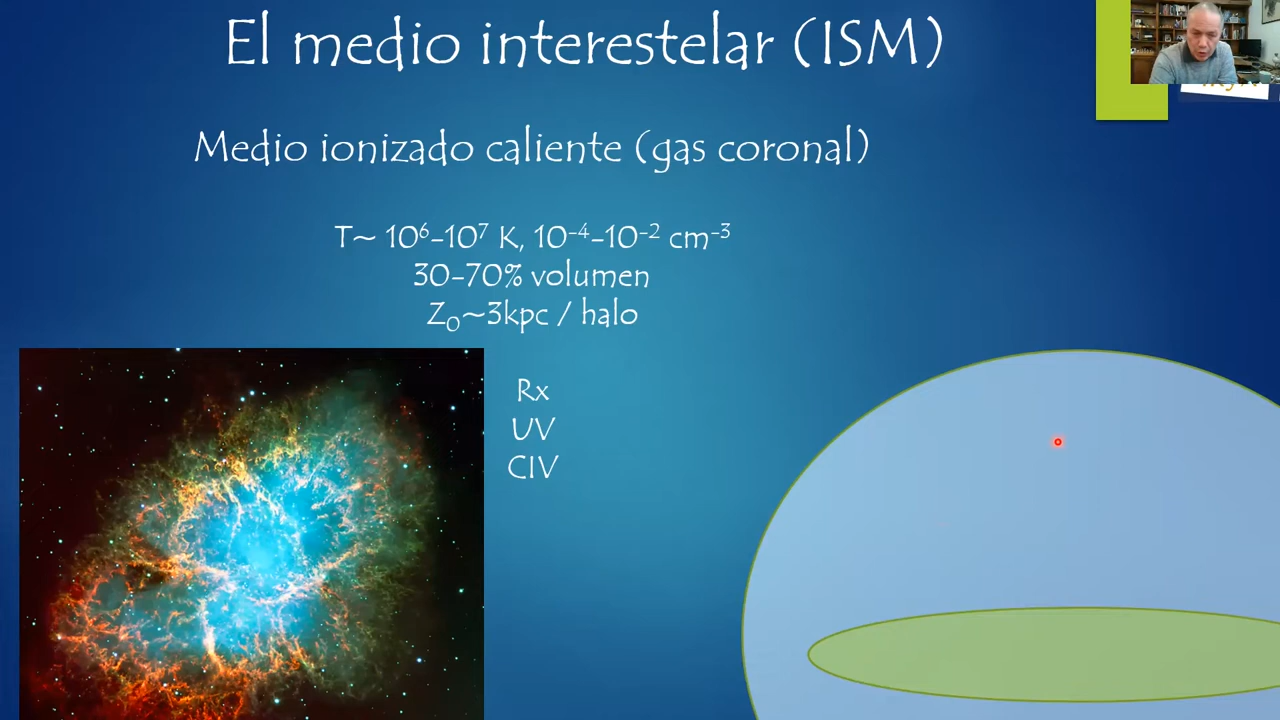 El medio interestelar (ISM)
Medio ionizado caliente (gas coronal)
T~ 10⁶-10⁷ K, 10⁻⁴-10⁻² cm⁻³
30-70% volumen
Z₀~3kpc / halo
Rx
UV
CIV